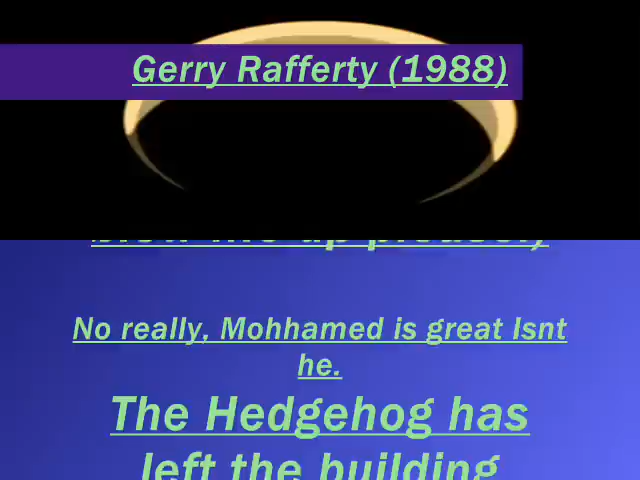 Gerry Rafferty (1988)
No really, Mohhamed is great Isnt
he.
The Hedgehog has
left the building